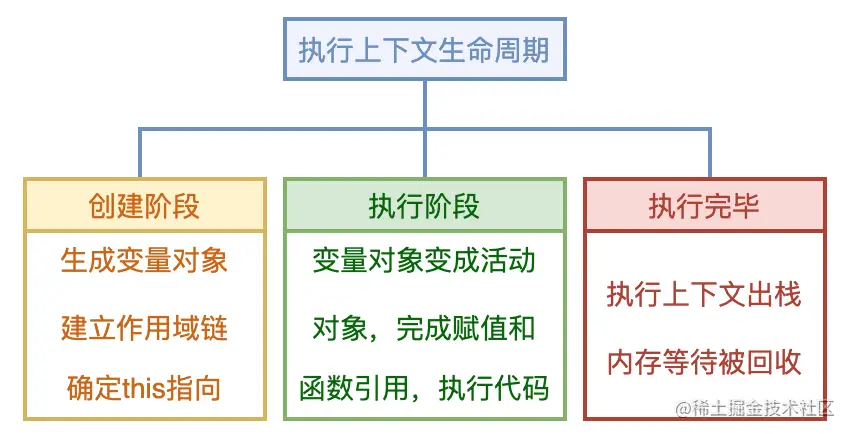 执行上下文生命周期
创建阶段
生成变量对象
建立作用域链
确定this指向
执行阶段
变量对象变成活动
对象，完成赋值和
函数引用，执行代码
执行完毕
执行上下文出栈
内存等待被回收
@稀土掘金技术社区